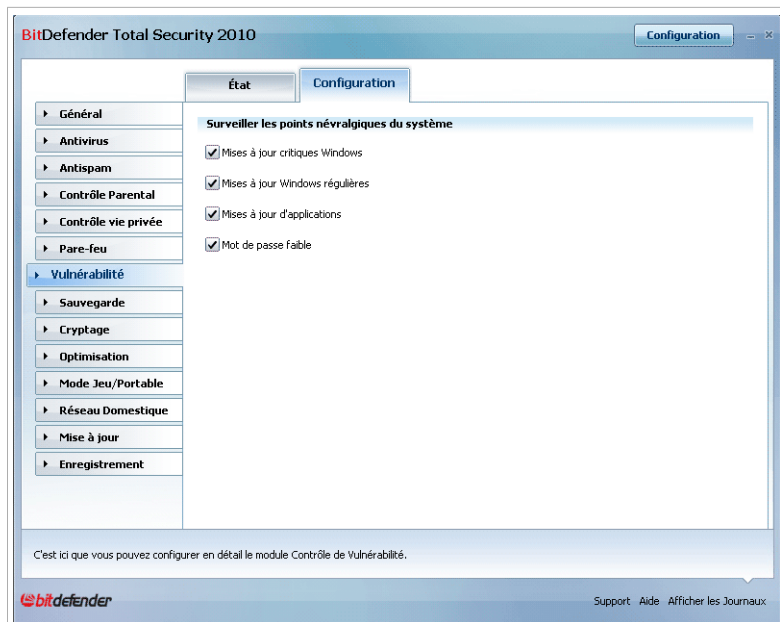 BitDefender Total Security 2010
Configuration
État
Configuration
Général
Antivirus
Antispam
Contrôle Parental
Contrôle vie privée
Pare-feu
Vulnérabilité
Sauvegarde
Cryptage
Optimisation
Mode Jeu/Portable
Réseau Domestique
Mise à jour
Enregistrement
Surveiller les points névralgiques du système
Mises à jour critiques Windows
Mises à jour Windows régulières
Mises à jour d'applications
Mot de passe faible
C'est ici que vous pouvez configurer en détail le module Contrôle de Vulnérabilité.
bitdefender
Support Aide Afficher les Journaux